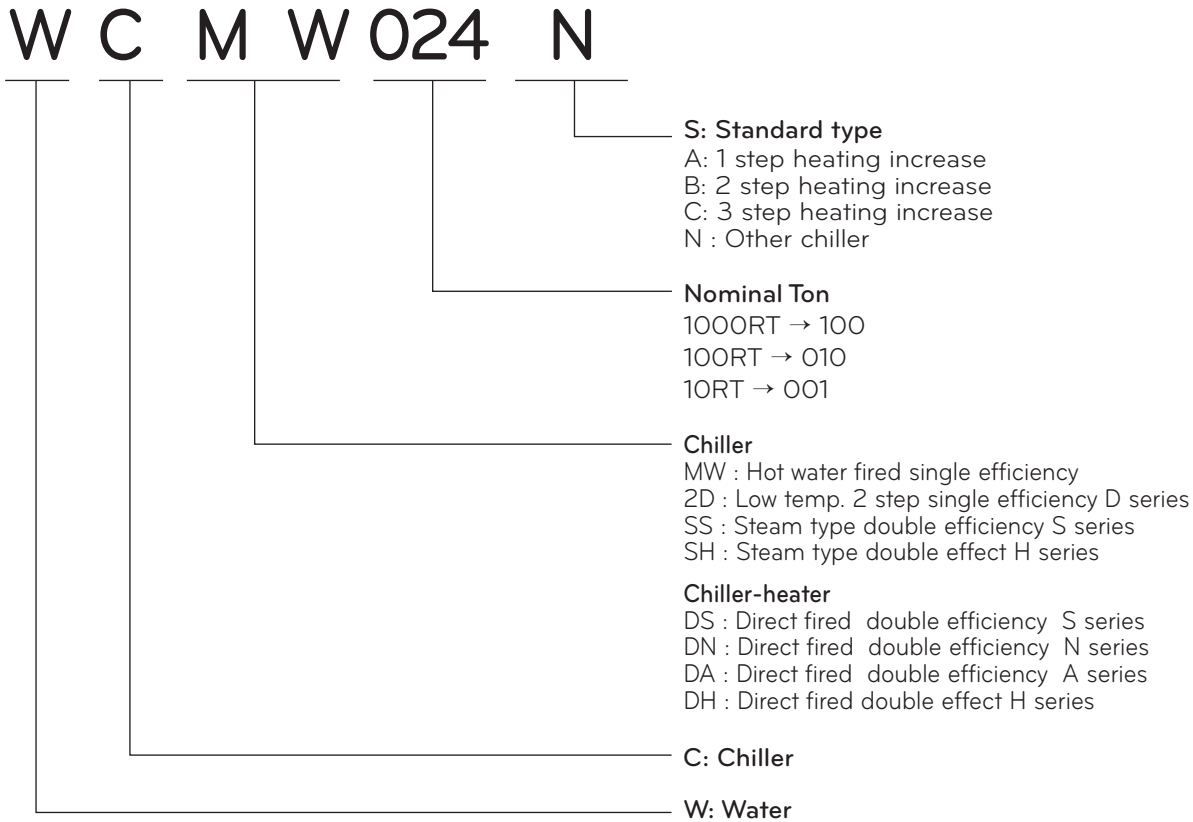 W C M W 024 N
S: Standard type
A: 1 step heating increase
B: 2 step heating increase
C: 3 step heating increase
N : Other chiller
Nominal Ton
1000RT → 100
100RT → 010
10RT → 001
Chiller
MW : Hot water fired single efficiency
2D : Low temp. 2 step single efficiency D series
SS : Steam type double efficiency S series
SH : Steam type double effect H series
Chiller-heater
DS : Direct fired double efficiency S series
DN : Direct fired double efficiency N series
DA : Direct fired double efficiency A series
DH : Direct fired double effect H series
C: Chiller
W: Water